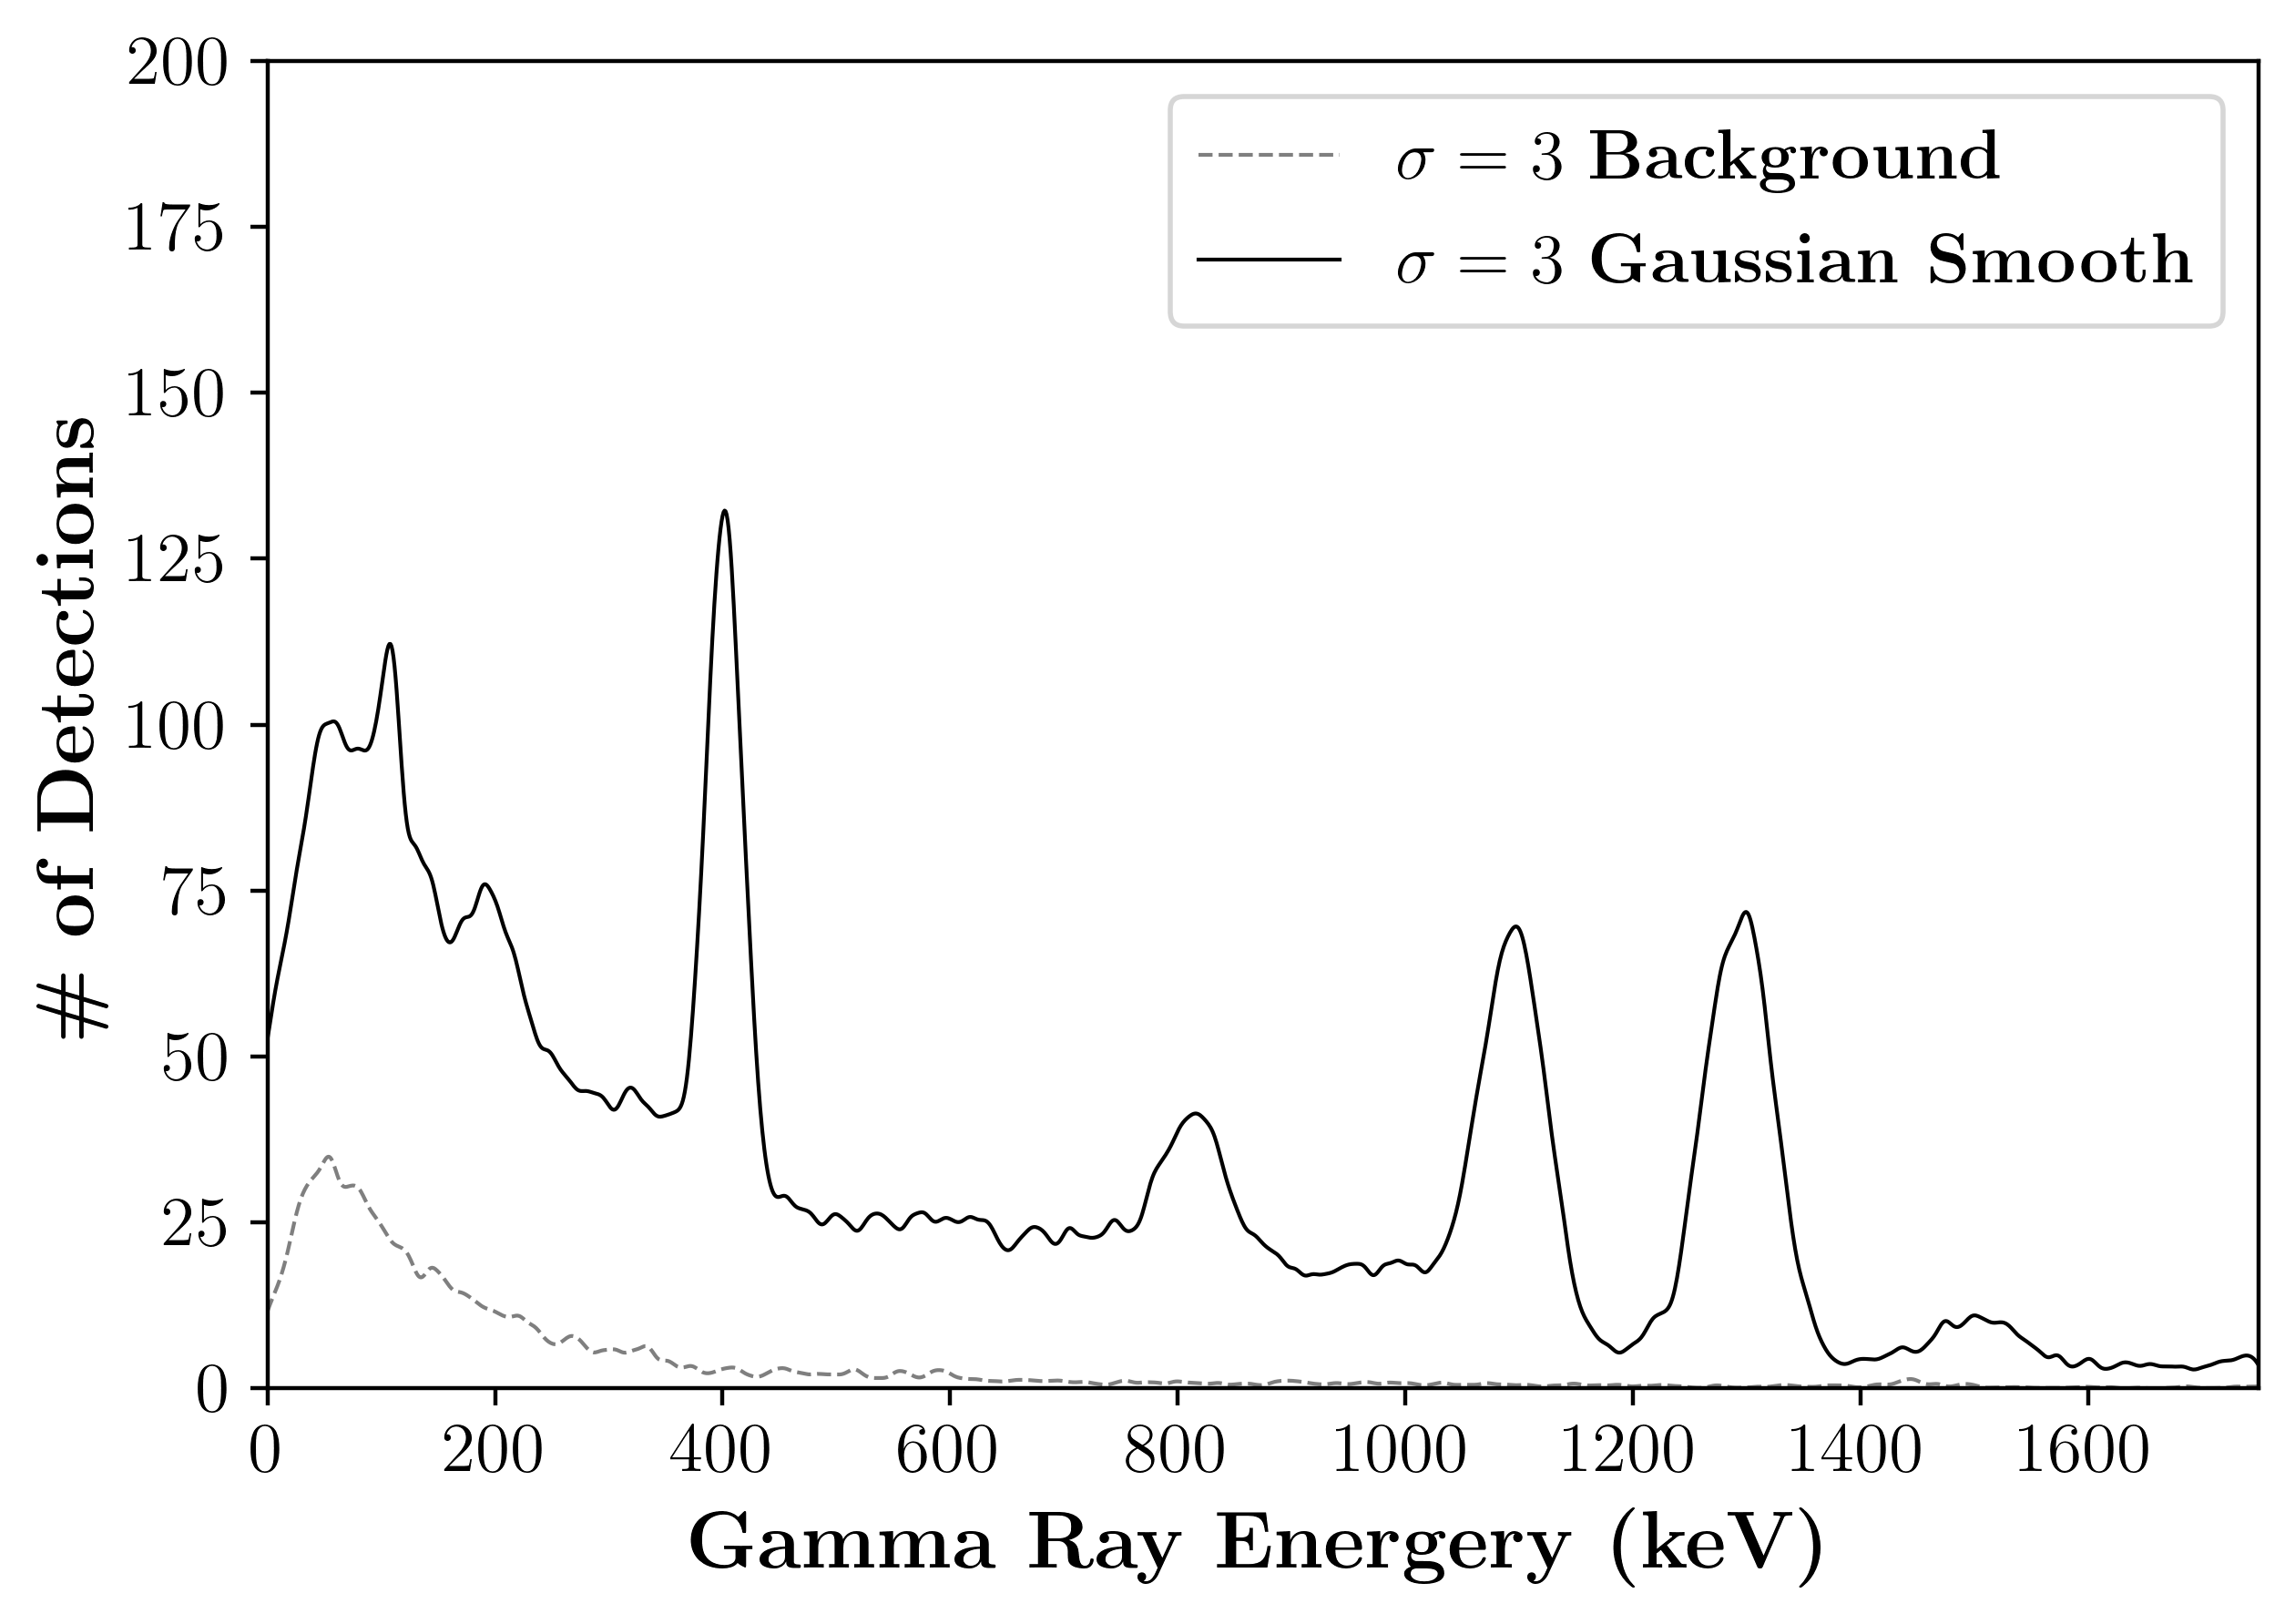 200
175
150
125
100
75
50
25
0
# of Detections
σ = 3 Background
σ = 3 Gaussian Smooth
0 200 400 600 800 1000 1200 1400 1600
Gamma Ray Energery (keV)